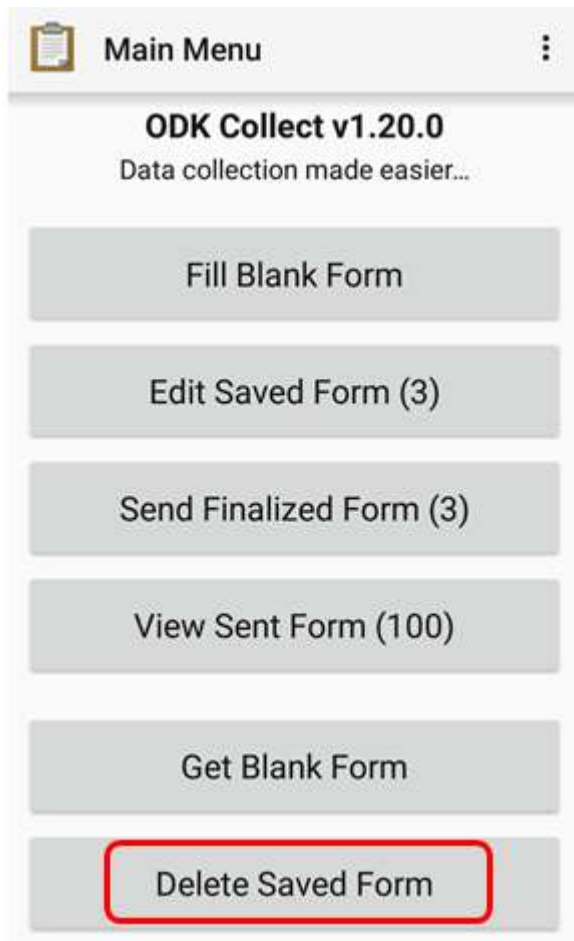 Main Menu
ODK Collect v1.20.0
Data collection made easier...
Fill Blank Form
Edit Saved Form (3)
Send Finalized Form (3)
View Sent Form (100)
Get Blank Form
Delete Saved Form